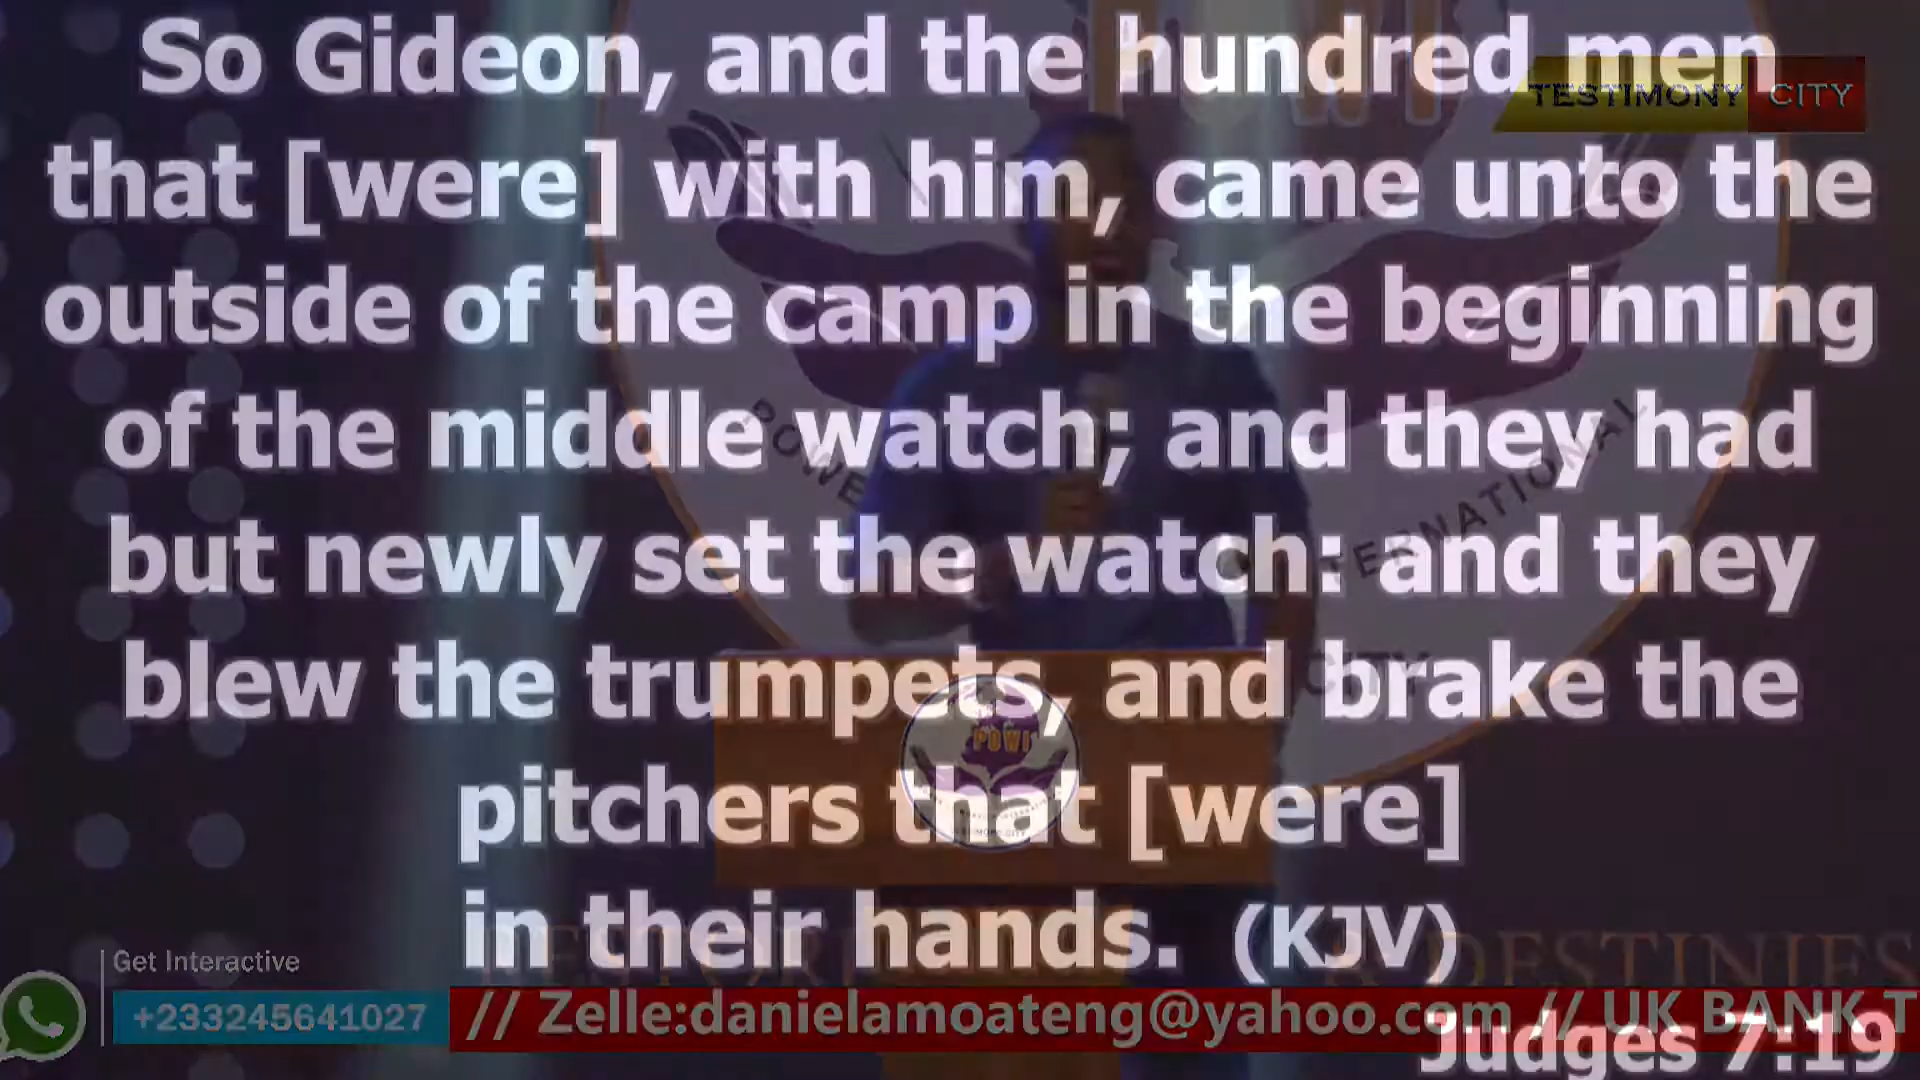 So Gideon, and the hundred men
TESTIMONY CITY
that [were] with him, came unto the
outside of the camp in the beginning
of the middle watch; and they had
but newly set the watch: and they
blew the trumpets, and brake the
pitchers that [were]
in their hands. (KJV)
POWI
CITY
DESTINIES
Get Interactive
+233245641027
// Zelle:danielamoateng@yahoo.com // UK BANK T
Judges 7:19